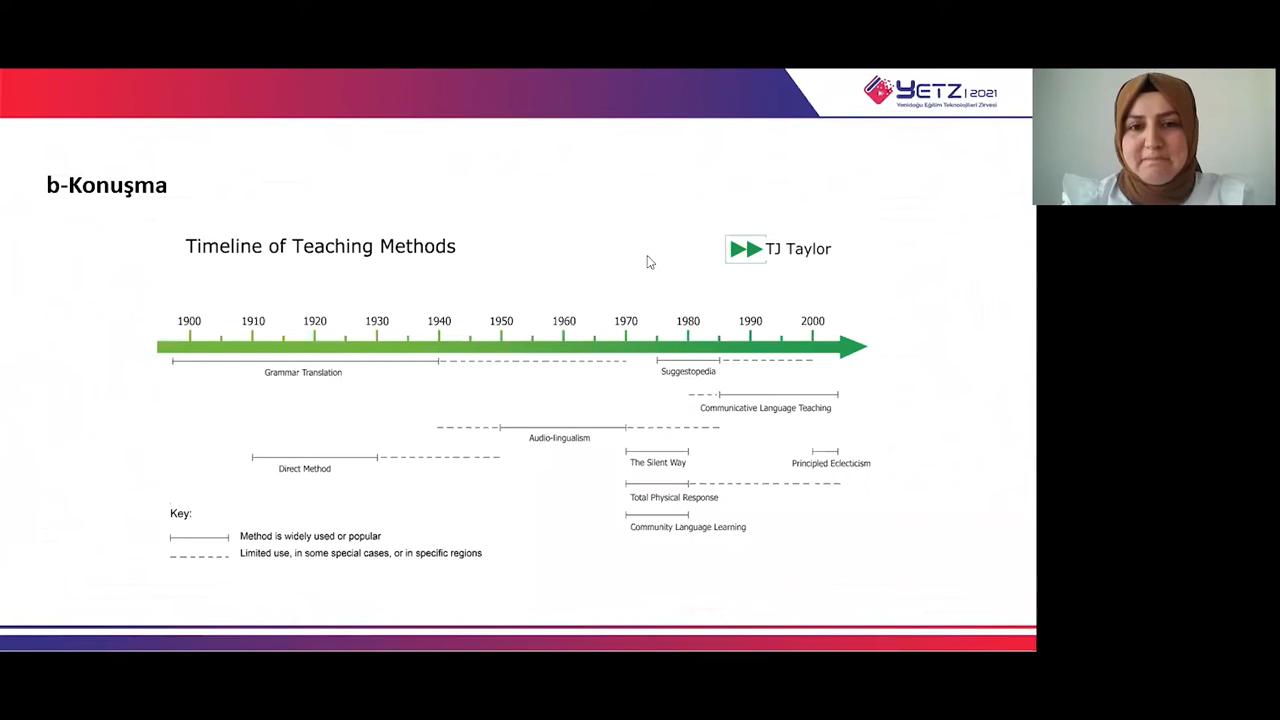 YETZ | 2021
Yenidoğu Eğitim Teknolojileri Zirvesi
b-Konuşma
Timeline of Teaching Methods
TJ Taylor
1900 1910 1920 1930 1940 1950 1960 1970 1980 1990 2000
Grammar Translation
Suggestopedia
Communicative Language Teaching
Audio-lingualism
The Silent Way
Principled Eclecticism
Direct Method
Total Physical Response
Community Language Learning
Key:
Method is widely used or popular
Limited use, in some special cases, or in specific regions